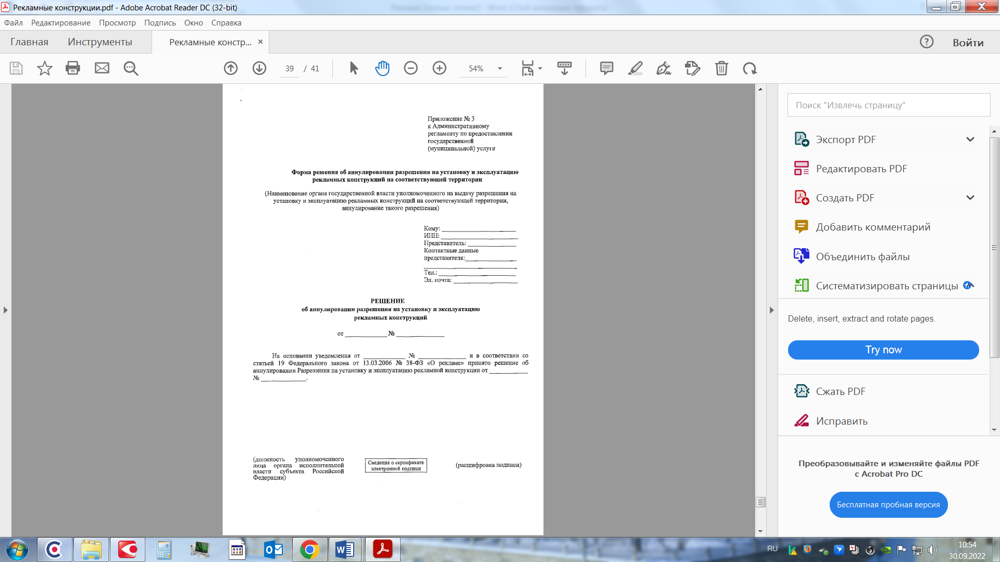 Рекламные конструкции.pdf - Adobe Acrobat Reader DC (32-bit)
Файл Редактирование Просмотр Подпись Окно Справка
Главная Инструменты Рекламные констр... × Войти
39 / 41 54%
Приложение № 3
к Административному
регламенту по предоставлении
государственной
(муниципальной) услуги
Форма решения об аннулировании разрешения на установку и эксплуатацию
рекламных конструкций на соответствующей территории
(Наименование органа государственной власти уполномоченного на выдачу разрешения на
установку и эксплуатацию рекламных конструкций на соответствующей территории,
аннулирование такого разрешения)
Кому: ____________
ИНН: ____________
Представитель: ____________
Контактные данные
представителя: ____________
____________
Тел.: ____________
Эл. почта: ____________
РЕШЕНИЕ
об аннулировании разрешения на установку и эксплуатацию
рекламных конструкций
от ____________ № ____________
На основании уведомления от ____________ № ____________ и в соответствии со
статьей 19 Федерального закона от 13.03.2006 № 38-ФЗ «О рекламе» принято решение об
аннулировании Разрешения на установку и эксплуатацию рекламной конструкции от ____________
№ ____________.
(должность уполномоченного
лица органа исполнительной
власти субъекта Российской
Федерации)
Сведения о сертификате
электронной подписи
(расшифровка подписи)
Поиск "Извлечь страницу"
Экспорт PDF
Редактировать PDF
Создать PDF
Добавить комментарий
Объединить файлы
Систематизировать страницы
Delete, insert, extract and rotate pages.
Try now
Сжать PDF
Исправить
Преобразовывайте и изменяйте файлы PDF
с Acrobat Pro DC
Бесплатная пробная версия
RU
10:54
30.09.2022